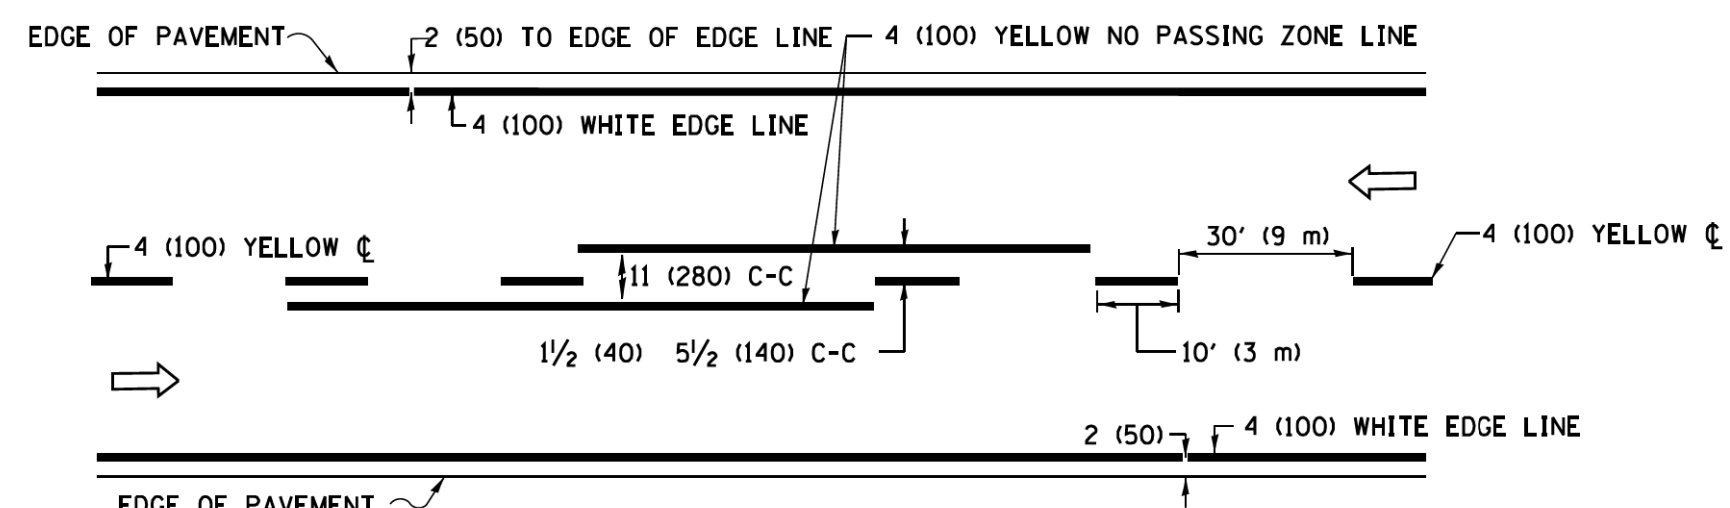 EDGE OF PAVEMENT
2 (50) TO EDGE OF EDGE LINE
4 (100) YELLOW NO PASSING ZONE LINE
4 (100) WHITE EDGE LINE
4 (100) YELLOW ℄
30' (9 m)
4 (100) YELLOW ℄
11 (280) C-C
1½ (40) 5½ (140) C-C
10' (3 m)
2 (50)
4 (100) WHITE EDGE LINE
EDGE OF PAVEMENT